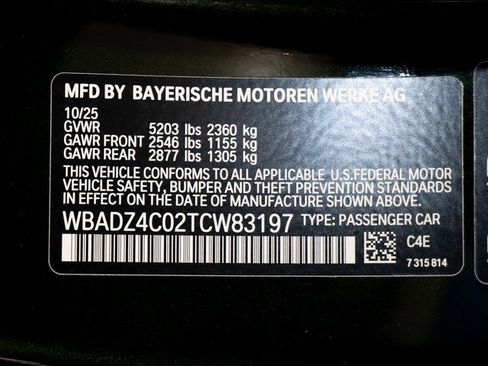 MFD BY BAYERISCHE MOTOREN WERKE AG
10/25
GVWR 5203 lbs 2360 kg
GAWR FRONT 2546 lbs 1155 kg
GAWR REAR 2877 lbs 1305 kg
THIS VEHICLE CONFORMS TO ALL APPLICABLE U.S.FEDERAL MOTOR
VEHICLE SAFETY, BUMPER, AND THEFT PREVENTION STANDARDS
IN EFFECT ON THE DATE OF MANUFACTURE SHOWN ABOVE.
WBADZ4C02TCW83197 TYPE: PASSENGER CAR
C4E
7 315 814